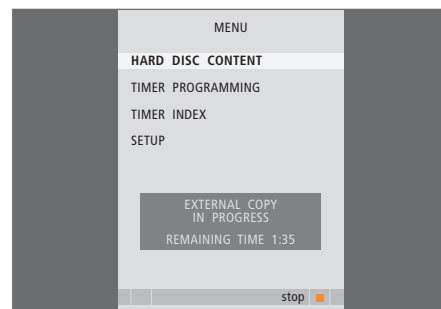 MENU
HARD DISC CONTENT
TIMER PROGRAMMING
TIMER INDEX
SETUP
EXTERNAL COPY
IN PROGRESS
REMAINING TIME 1:35
stop